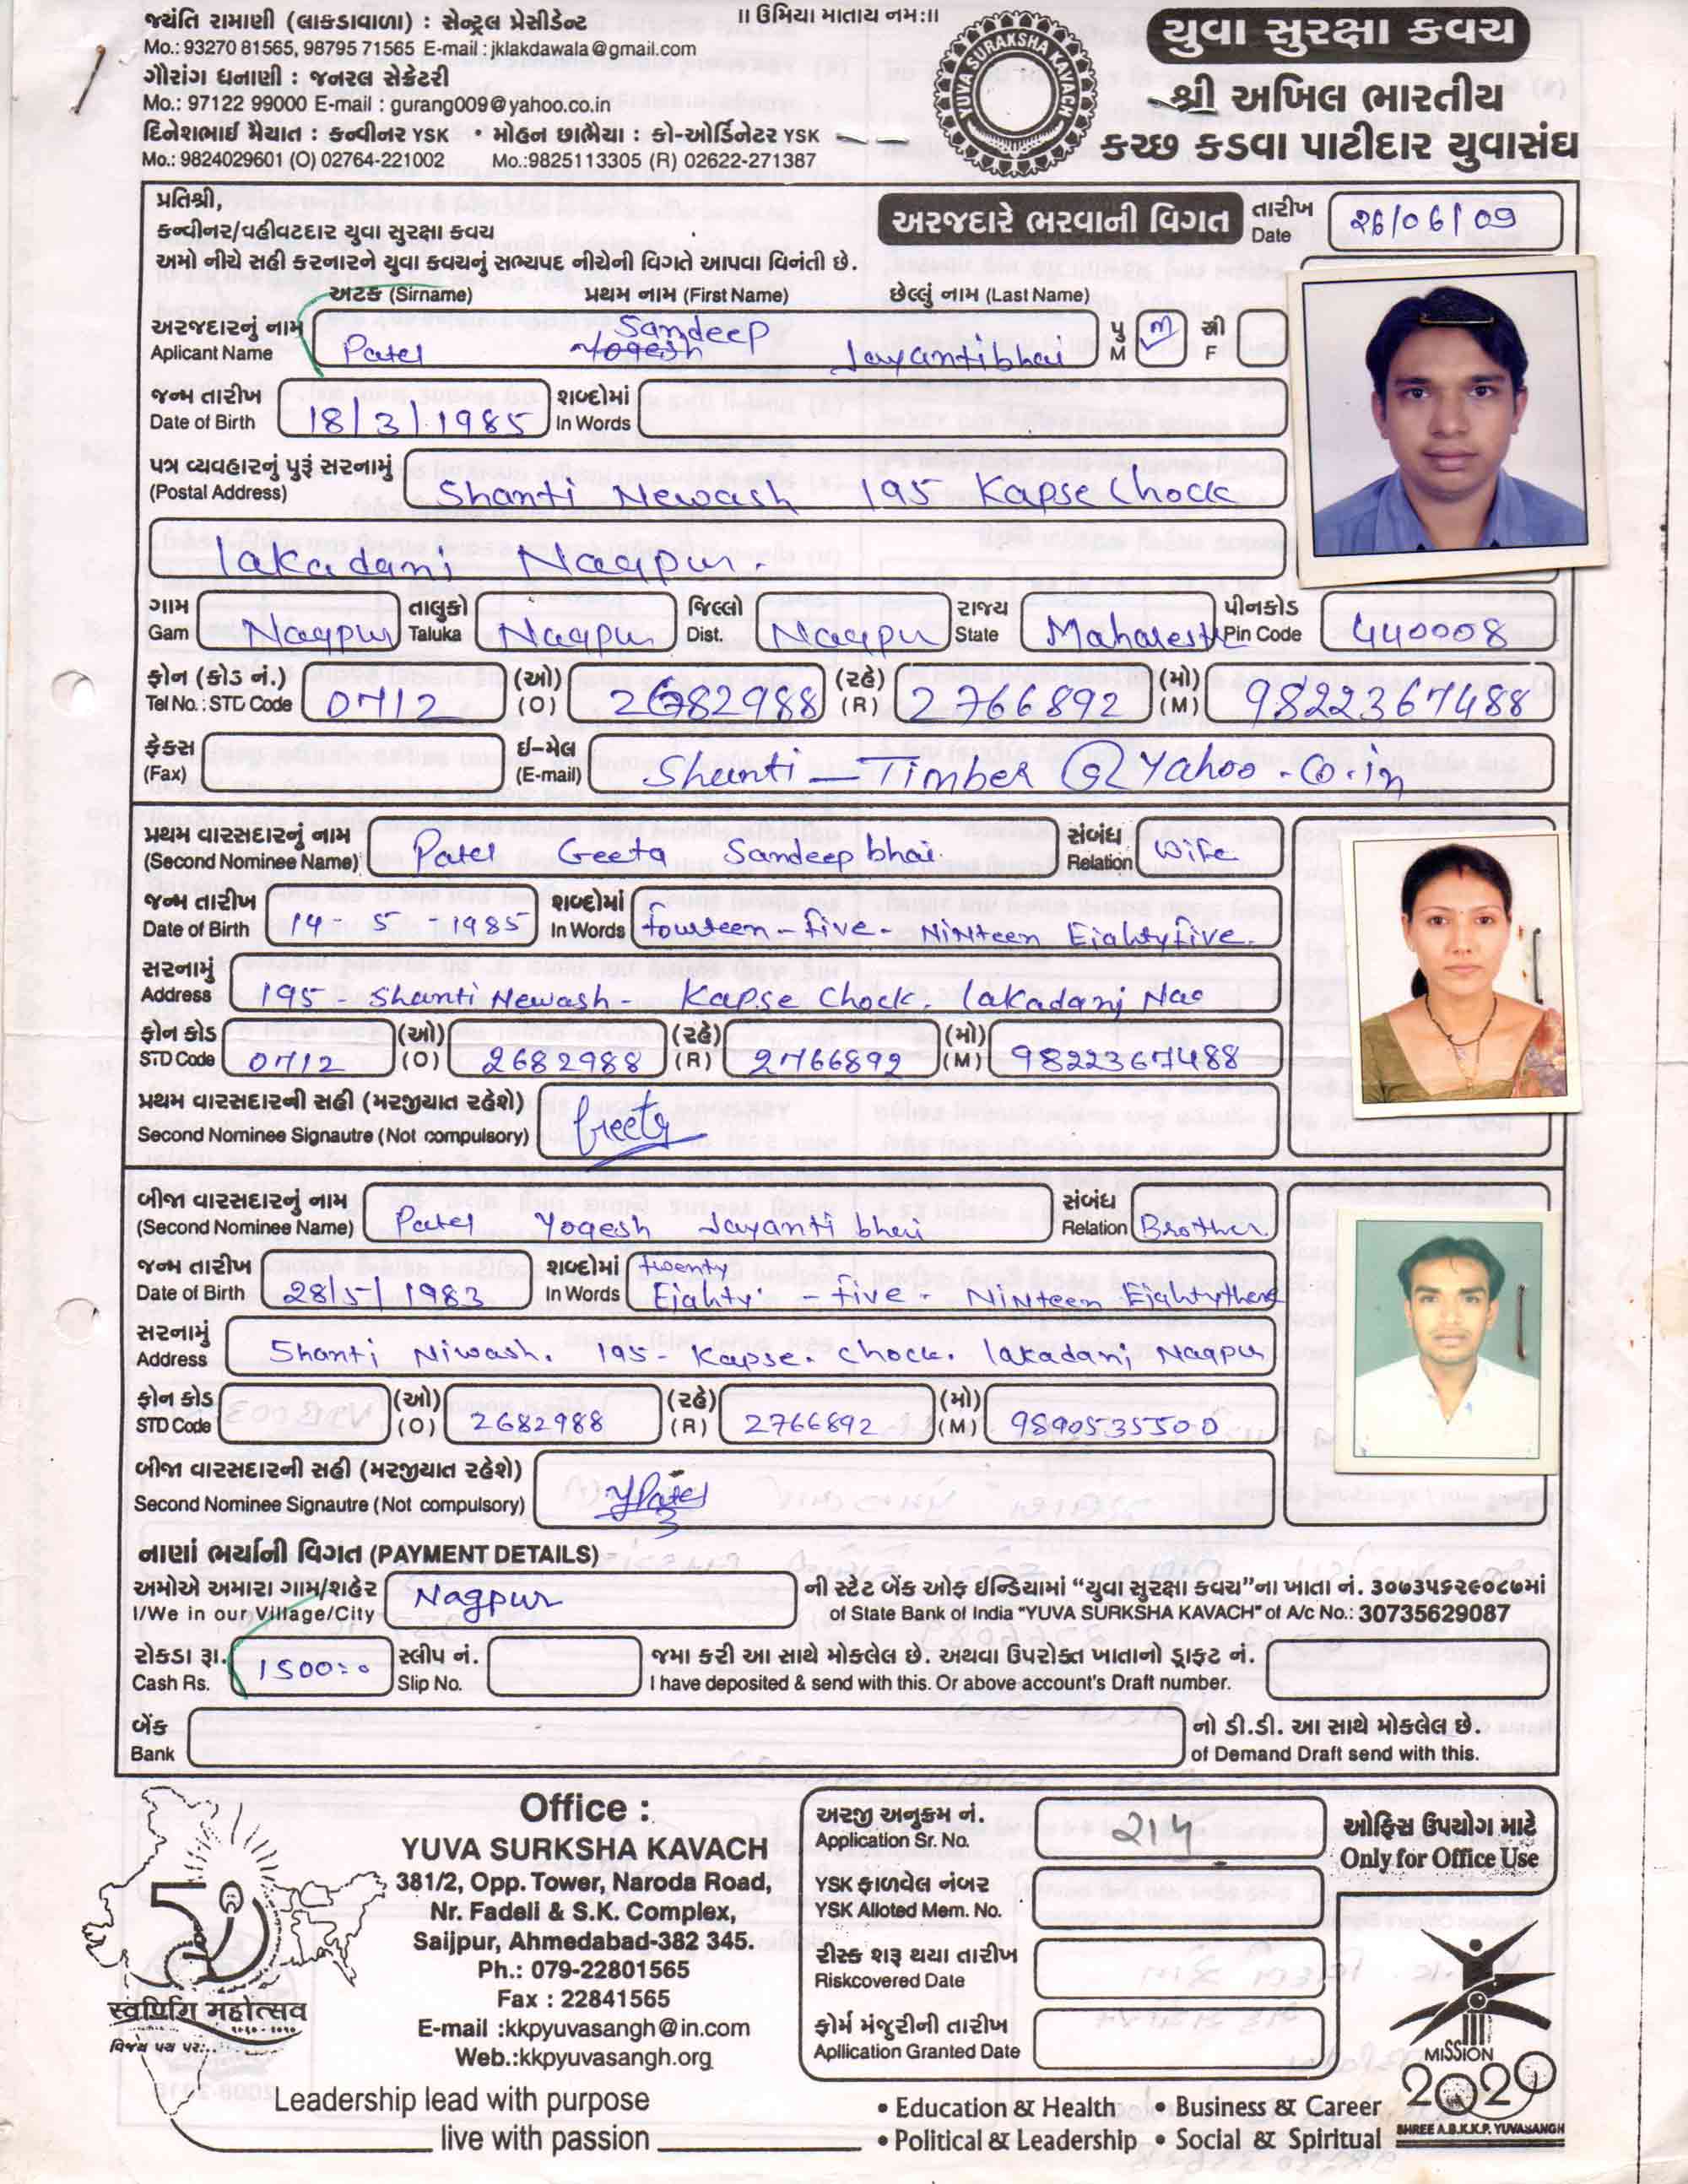 જયંતિ રામાણી (લાકડાવાળા) : સેન્ટ્રલ પ્રેસીડેન્ટ
Mo.: 93270 81565, 98795 71565 E-mail : jklakdawala@gmail.com
ગૌરાંગ ધનાણી : જનરલ સેક્રેટરી
Mo.: 97122 99000 E-mail : gurang009@yahoo.co.in
દિનેશભાઈ મૈયાત : કન્વીનર YSK • મોહન છાભૈયા : કો-ઓર્ડિનેટર YSK
Mo.: 9824029601 (O) 02764-221002 Mo.:9825113305 (R) 02622-271387
॥ ઉમિયા માતાય નમઃ॥
YUVA SURAKSHA KAVACH
યુવા સુરક્ષા કવચ
શ્રી અખિલ ભારતીય
કચ્છ કડવા પાટીદાર યુવાસંઘ
પ્રતિશ્રી,
કન્વીનર/વહીવટદાર યુવા સુરક્ષા કવચ
અરજદારે ભરવાની વિગત
તારીખ Date 26/06/09
અમો નીચે સહી કરનારને યુવા કવચનું સભ્યપદ નીચેની વિગતે આપવા વિનંતી છે.
અટક (Sirname) પ્રથમ નામ (First Name) છેલ્લું નામ (Last Name)
અરજદારનું નામ Aplicant Name Patel Yogesh Sandeep Jayantibhai પુ M m સ્ત્રી F
જન્મ તારીખ Date of Birth 18/3/1985 શબ્દોમાં In Words
પત્ર વ્યવહારનું પુરૂં સરનામું (Postal Address) Shanti Newash 195 Kapse Chock
lakadanj Nagpur.
ગામ Gam Nagpur તાલુકો Taluka Nagpur જિલ્લો Dist. Nagpu રાજ્ય State પીનકોડ Pin Code 440008
ફોન (કોડ નં.) Tel No. : STD Code 0712 (ઓ) (O) 2682988 (રહે) (R) 2766892 (મો) (M) 9822367488
ફેકસ (Fax) ઈ-મેલ (E-mail) Shanti_Timber@Yahoo.Co.in
પ્રથમ વારસદારનું નામ (Second Nominee Name) Patel Geeta Sandeepbhai સંબંધ Relation Wife
જન્મ તારીખ Date of Birth 14-5-1985 શબ્દોમાં In Words fourteen - five - NiNteen Eightyfive.
સરનામું Address 195 - Shanti Newash - Kapse Chock. lakadanj Nag
ફોન કોડ STD Code 0712 (ઓ) (O) 2682988 (રહે) (R) 2766892 (મો) (M) 9822367488
પ્રથમ વારસદારની સહી (મરજીયાત રહેશે) Geeta
Second Nominee Signautre (Not compulsory)
બીજા વારસદારનું નામ (Second Nominee Name) Patel Yogesh Jayantibhai સંબંધ Relation Brother
જન્મ તારીખ Date of Birth 28/5/1983 શબ્દોમાં In Words twenty Eighty - five - NiNteen Eightythere
સરનામું Address Shanti Niwash. 195 - Kapse. chock. lakadanj Nagpur
ફોન કોડ STD Code (ઓ) (O) 2682988 (રહે) (R) 2766892 (મો) (M) 9890535500
બીજા વારસદારની સહી (મરજીયાત રહેશે) YPatel
Second Nominee Signautre (Not compulsory)
નાણાં ભર્યાની વિગત (PAYMENT DETAILS)
અમોએ અમારા ગામ/શહેર Nagpur ની સ્ટેટ બેંક ઓફ ઈન્ડિયામાં “યુવા સુરક્ષા કવચ”ના ખાતા નં. ૩૦૭૩૫૬૨૯૦૮૭માં
I/We in our Village/City of State Bank of India "YUVA SURKSHA KAVACH" of A/c No.: 30735629087
રોકડા રૂા. 1500=0 સ્લીપ નં. જમા કરી આ સાથે મોકલેલ છે. અથવા ઉપરોક્ત ખાતાનો ડ્રાફ્ટ નં.
Cash Rs. Slip No. I have deposited & send with this. Or above account's Draft number.
બેંક નો ડી.ડી. આ સાથે મોકલેલ છે.
Bank of Demand Draft send with this.
Office :
YUVA SURKSHA KAVACH
381/2, Opp. Tower, Naroda Road,
Nr. Fadeli & S.K. Complex,
Saijpur, Ahmedabad-382 345.
Ph.: 079-22801565
Fax : 22841565
E-mail :kkpyuvasangh@in.com
Web.:kkpyuvasangh.org
અરજી અનુક્રમ નં. ઓફિસ ઉપયોગ માટે
Application Sr. No. Only for Office Use
YSK ફાળવેલ નંબર
YSK Alloted Mem. No.
રીસ્ક શરૂ થયા તારીખ
Riskcovered Date
ફોર્મ મંજુરીની તારીખ
Apllication Granted Date
50
MISSION
2020
SHREE A.B.K.K.P. YUVASANGH
Leadership lead with purpose
live with passion
• Education & Health • Business & Career
• Political & Leadership • Social & Spiritual